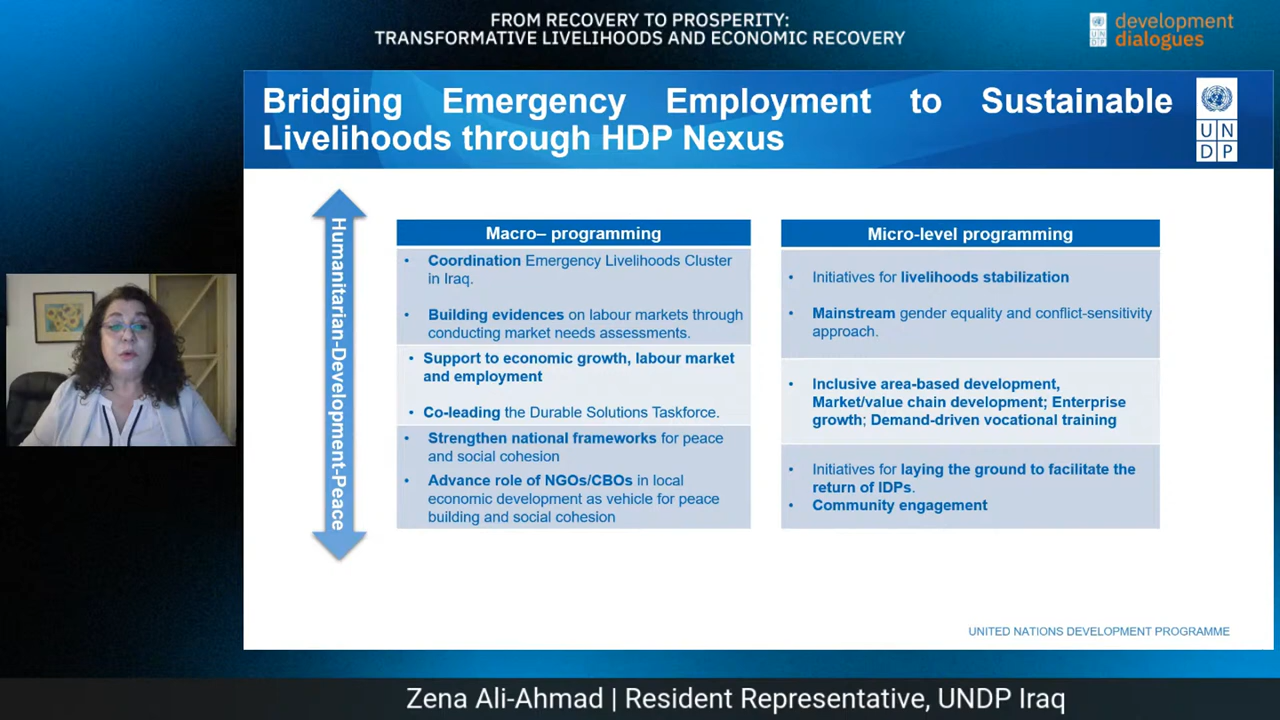 FROM RECOVERY TO PROSPERITY:
TRANSFORMATIVE LIVELIHOODS AND ECONOMIC RECOVERY
U N
D P
development
dialogues
Bridging Emergency Employment to Sustainable
Livelihoods through HDP Nexus
U N
D P
Humanitarian-Development-Peace
Macro– programming
• Coordination Emergency Livelihoods Cluster
in Iraq.
• Building evidences on labour markets through
conducting market needs assessments.
• Support to economic growth, labour market
and employment
• Co-leading the Durable Solutions Taskforce.
• Strengthen national frameworks for peace
and social cohesion
• Advance role of NGOs/CBOs in local
economic development as vehicle for peace
building and social cohesion
Micro-level programming
• Initiatives for livelihoods stabilization
• Mainstream gender equality and conflict-sensitivity
approach.
• Inclusive area-based development,
Market/value chain development; Enterprise
growth; Demand-driven vocational training
• Initiatives for laying the ground to facilitate the
return of IDPs.
• Community engagement
UNITED NATIONS DEVELOPMENT PROGRAMME
Zena Ali-Ahmad | Resident Representative, UNDP Iraq